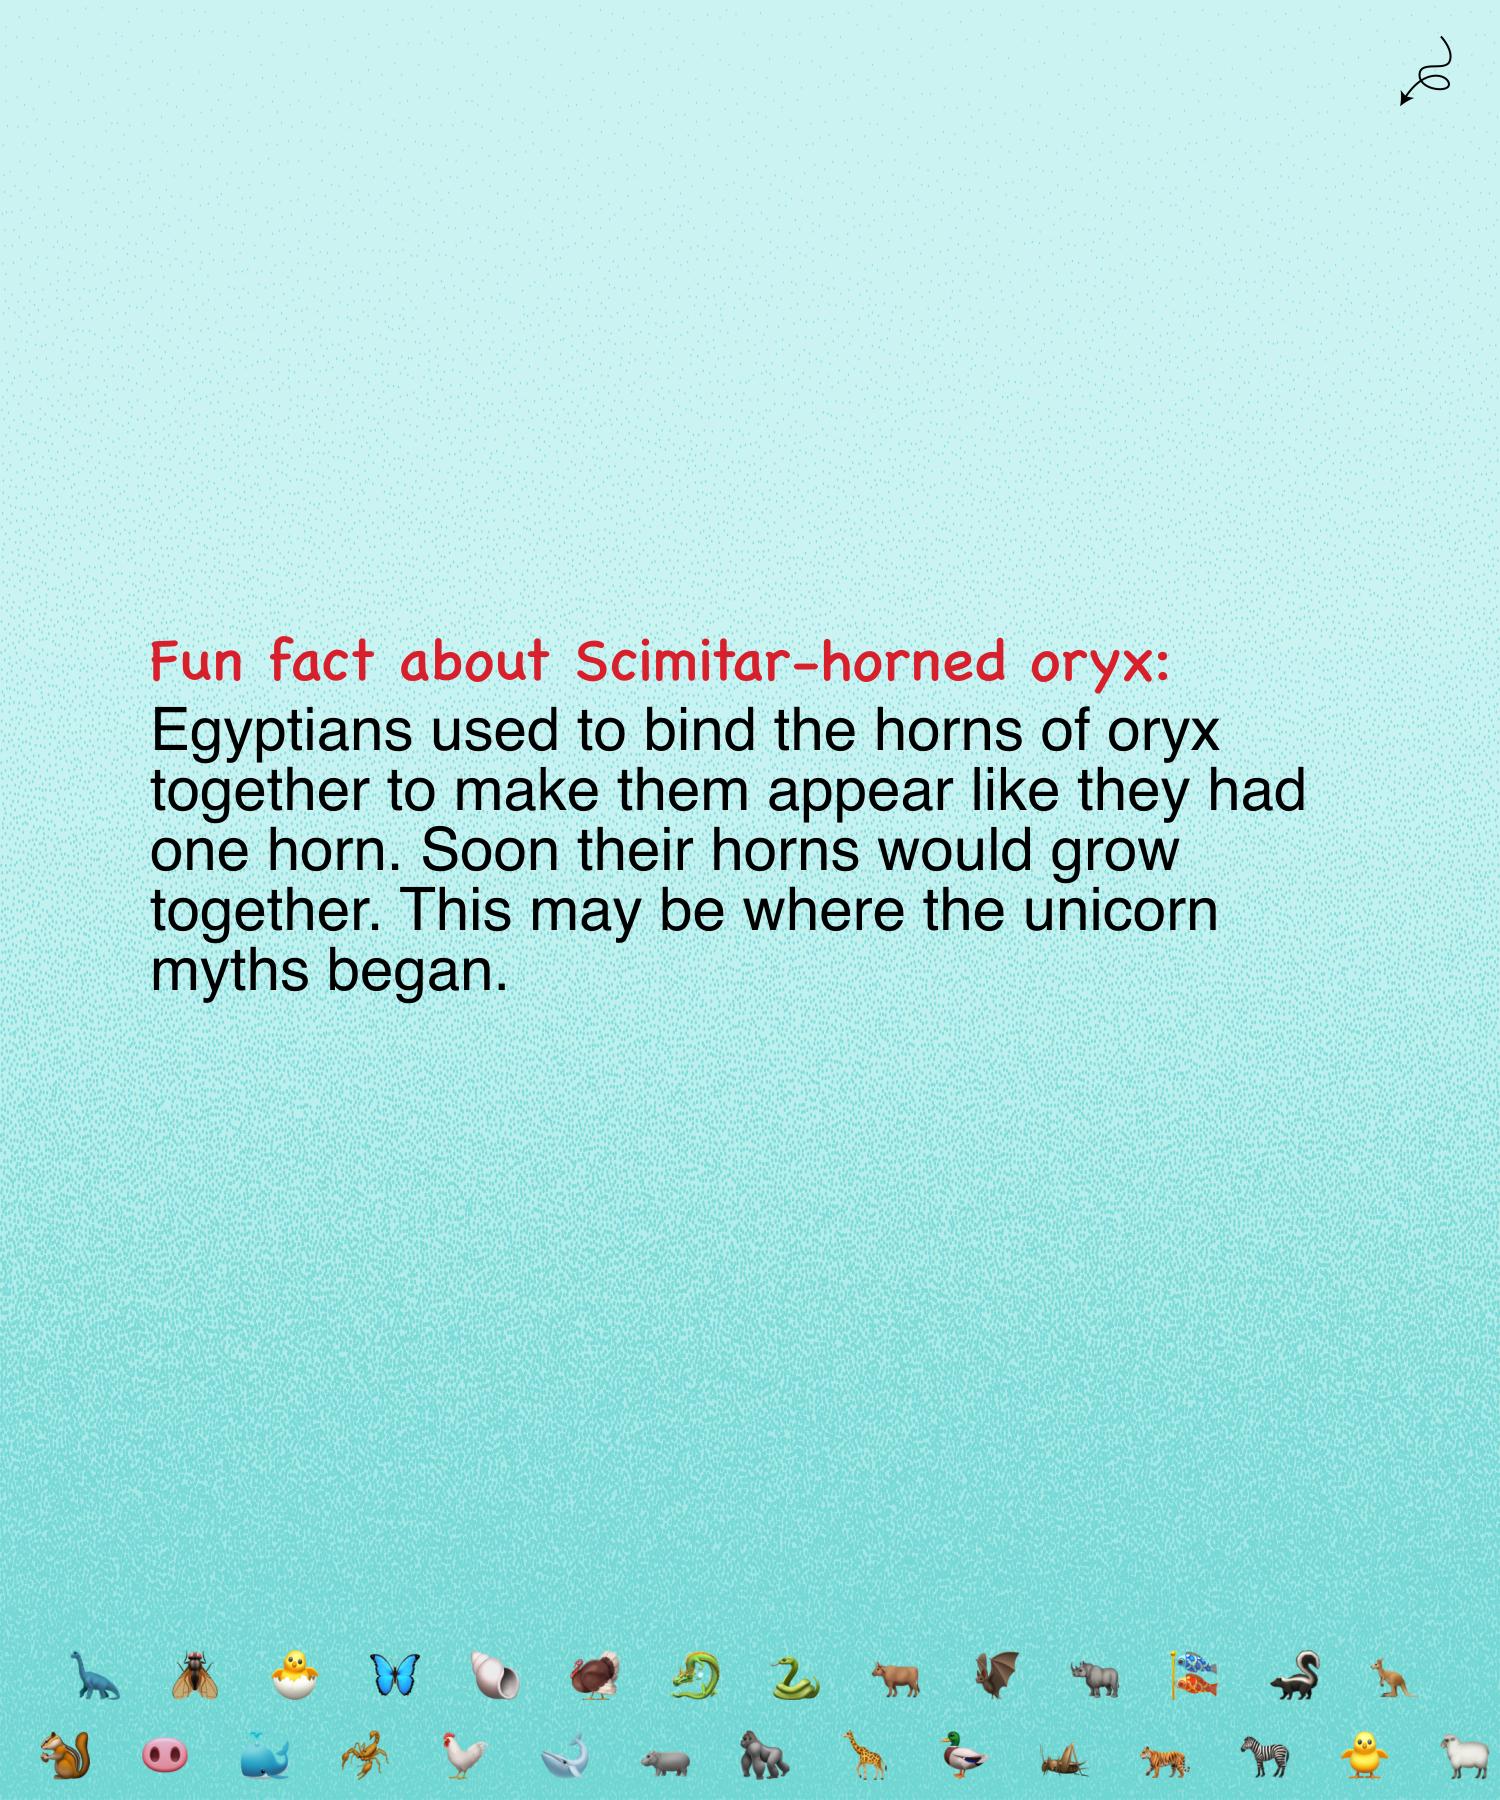 Fun fact about Scimitar-horned oryx:
Egyptians used to bind the horns of oryx
together to make them appear like they had
one horn. Soon their horns would grow
together. This may be where the unicorn
myths began.